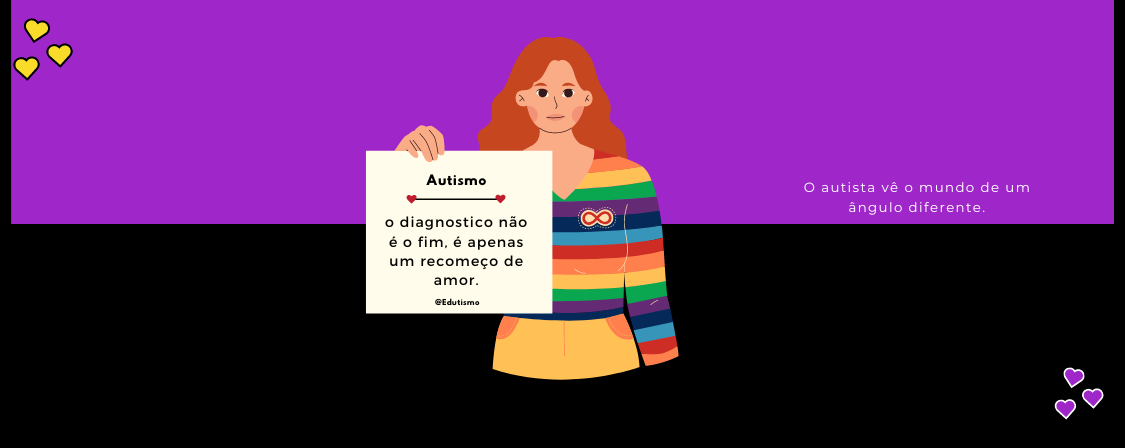 Autismo
o diagnostico não
é o fim, é apenas
um recomeço de
amor.
@Edutismo
O autista vê o mundo de um
ângulo diferente.